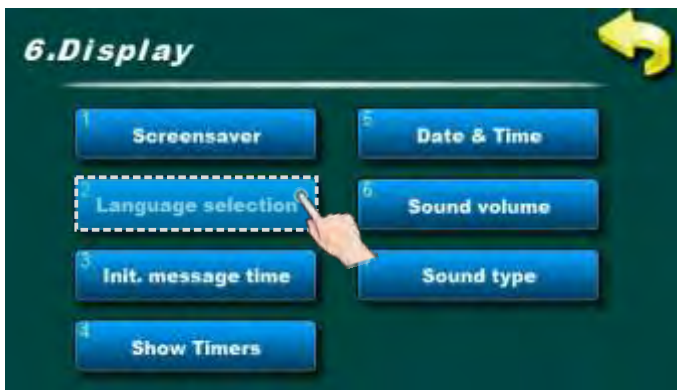 6.Display
1 Screensaver
2 Language selection
3 Init. message time
4 Show Timers
5 Date & Time
6 Sound volume
Sound type